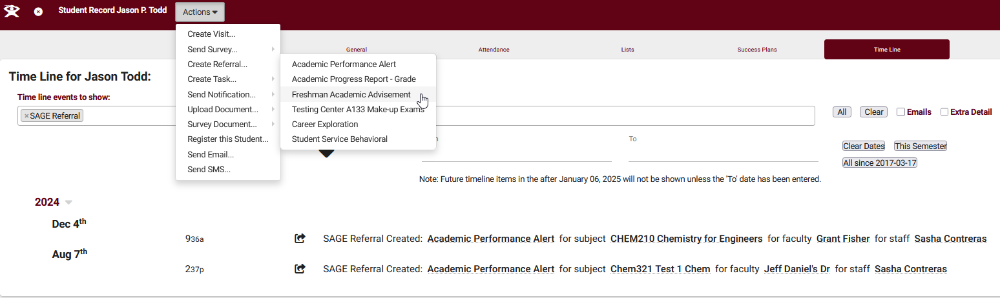 Student Record Jason P. Todd
Actions
Create Visit...
Send Survey...
Create Referral...
Create Task...
Send Notification...
Upload Document...
Survey Document...
Register this Student...
Send Email...
Send SMS...
Academic Performance Alert
Academic Progress Report - Grade
Freshman Academic Advisement
Testing Center A133 Make-up Exams
Career Exploration
Student Service Behavioral
General Attendance Lists Success Plans Time Line
Time Line for Jason Todd:
Time line events to show:
×SAGE Referral
All Clear Emails Extra Detail
To
Clear Dates This Semester
All since 2017-03-17
Note: Future timeline items in the after January 06, 2025 will not be shown unless the 'To' date has been entered.
2024
Dec 4th
936a SAGE Referral Created: Academic Performance Alert for subject CHEM210 Chemistry for Engineers for faculty Grant Fisher for staff Sasha Contreras
Aug 7th
237p SAGE Referral Created: Academic Performance Alert for subject Chem321 Test 1 Chem for faculty Jeff Daniel's Dr for staff Sasha Contreras